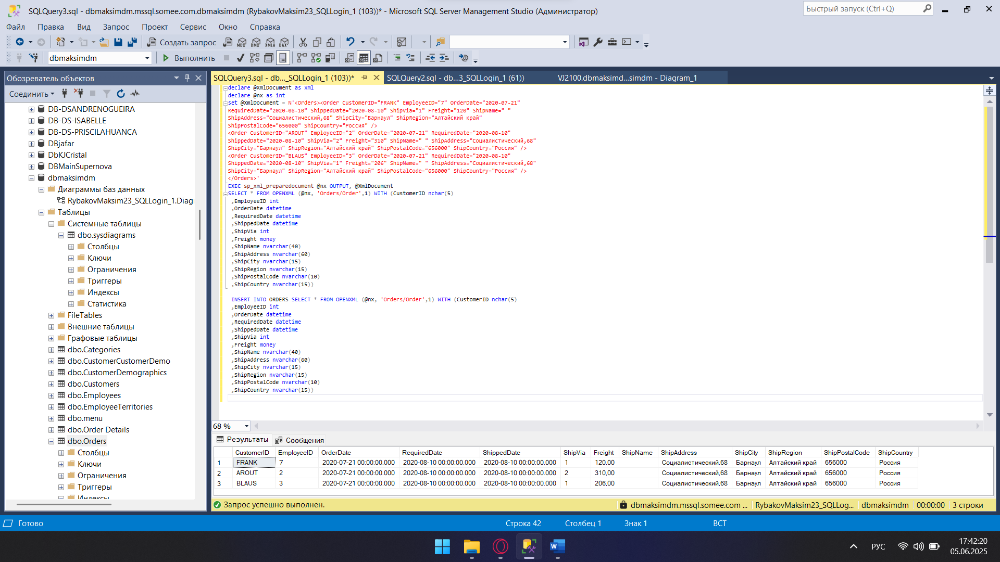 SQLQuery3.sql - dbmaksimdm.mssql.somee.com.dbmaksimdm (RybakovMaksim23_SQLLogin_1 (103))* - Microsoft SQL Server Management Studio (Администратор)
Быстрый запуск (Ctrl+Q)
Файл Правка Вид Запрос Проект Сервис Окно Справка
Создать запрос
MDX DMX XMLA DAX
dbmaksimdm
Выполнить
Обозреватель объектов
Соединить
DB-DSANDRENOGUEIRA
DB-DS-ISABELLE
DB-DS-PRISCILAHUANCA
DBjafar
DbKJCristal
DBMainSupernova
dbmaksimdm
Диаграммы баз данных
RybakovMaksim23_SQLLogin_1.Diagr
Таблицы
Системные таблицы
dbo.sysdiagrams
Столбцы
Ключи
Ограничения
Триггеры
Индексы
Статистика
FileTables
Внешние таблицы
Графовые таблицы
dbo.Categories
dbo.CustomerCustomerDemo
dbo.CustomerDemographics
dbo.Customers
dbo.Employees
dbo.EmployeeTerritories
dbo.menu
dbo.Order Details
dbo.Orders
Столбцы
Ключи
Ограничения
Триггеры
Индексы
SQLQuery3.sql - db..._SQLLogin_1 (103))*
SQLQuery2.sql - db...3_SQLLogin_1 (61))
VJ2100.dbmaksimd...simdm - Diagram_1
declare @XmlDocument as xml
declare @nx as int
set @XmlDocument = N'<Orders><Order CustomerID="FRANK" EmployeeID="7" OrderDate="2020-07-21"
RequiredDate="2020-08-10" ShippedDate="2020-08-10" ShipVia="1" Freight="120" ShipName=" "
ShipAddress="Социалистический,68" ShipCity="Барнаул" ShipRegion="Алтайский край"
ShipPostalCode="656000" ShipCountry="Россия" />
<Order CustomerID="AROUT" EmployeeID="2" OrderDate="2020-07-21" RequiredDate="2020-08-10"
ShippedDate="2020-08-10" ShipVia="2" Freight="310" ShipName=" " ShipAddress="Социалистический,68"
ShipCity="Барнаул" ShipRegion="Алтайский край" ShipPostalCode="656000" ShipCountry="Россия" />
<Order CustomerID="BLAUS" EmployeeID="3" OrderDate="2020-07-21" RequiredDate="2020-08-10"
ShippedDate="2020-08-10" ShipVia="1" Freight="206" ShipName=" " ShipAddress="Социалистический,68"
ShipCity="Барнаул" ShipRegion="Алтайский край" ShipPostalCode="656000" ShipCountry="Россия" />
</Orders>'
EXEC sp_xml_preparedocument @nx OUTPUT, @XmlDocument
SELECT * FROM OPENXML (@nx, 'Orders/Order',1) WITH (CustomerID nchar(5)
,EmployeeID int
,OrderDate datetime
,RequiredDate datetime
,ShippedDate datetime
,ShipVia int
,Freight money
,ShipName nvarchar(40)
,ShipAddress nvarchar(60)
,ShipCity nvarchar(15)
,ShipRegion nvarchar(15)
,ShipPostalCode nvarchar(10)
,ShipCountry nvarchar(15))
INSERT INTO ORDERS SELECT * FROM OPENXML (@nx, 'Orders/Order',1) WITH (CustomerID nchar(5)
,EmployeeID int
,OrderDate datetime
,RequiredDate datetime
,ShippedDate datetime
,ShipVia int
,Freight money
,ShipName nvarchar(40)
,ShipAddress nvarchar(60)
,ShipCity nvarchar(15)
,ShipRegion nvarchar(15)
,ShipPostalCode nvarchar(10)
,ShipCountry nvarchar(15))
68 %
Результаты Сообщения
CustomerID EmployeeID OrderDate RequiredDate ShippedDate ShipVia Freight ShipName ShipAddress ShipCity ShipRegion ShipPostalCode ShipCountry
1 FRANK 7 2020-07-21 00:00:00.000 2020-08-10 00:00:00.000 2020-08-10 00:00:00.000 1 120,00 Социалистический,68 Барнаул Алтайский край 656000 Россия
2 AROUT 2 2020-07-21 00:00:00.000 2020-08-10 00:00:00.000 2020-08-10 00:00:00.000 2 310,00 Социалистический,68 Барнаул Алтайский край 656000 Россия
3 BLAUS 3 2020-07-21 00:00:00.000 2020-08-10 00:00:00.000 2020-08-10 00:00:00.000 1 206,00 Социалистический,68 Барнаул Алтайский край 656000 Россия
Запрос успешно выполнен.
dbmaksimdm.mssql.somee.com ... RybakovMaksim23_SQLLog... dbmaksimdm 00:00:00 3 строки
Готово
Строка 42 Столбец 1 Знак 1 ВСТ
W
РУС
17:42:20
05.06.2025